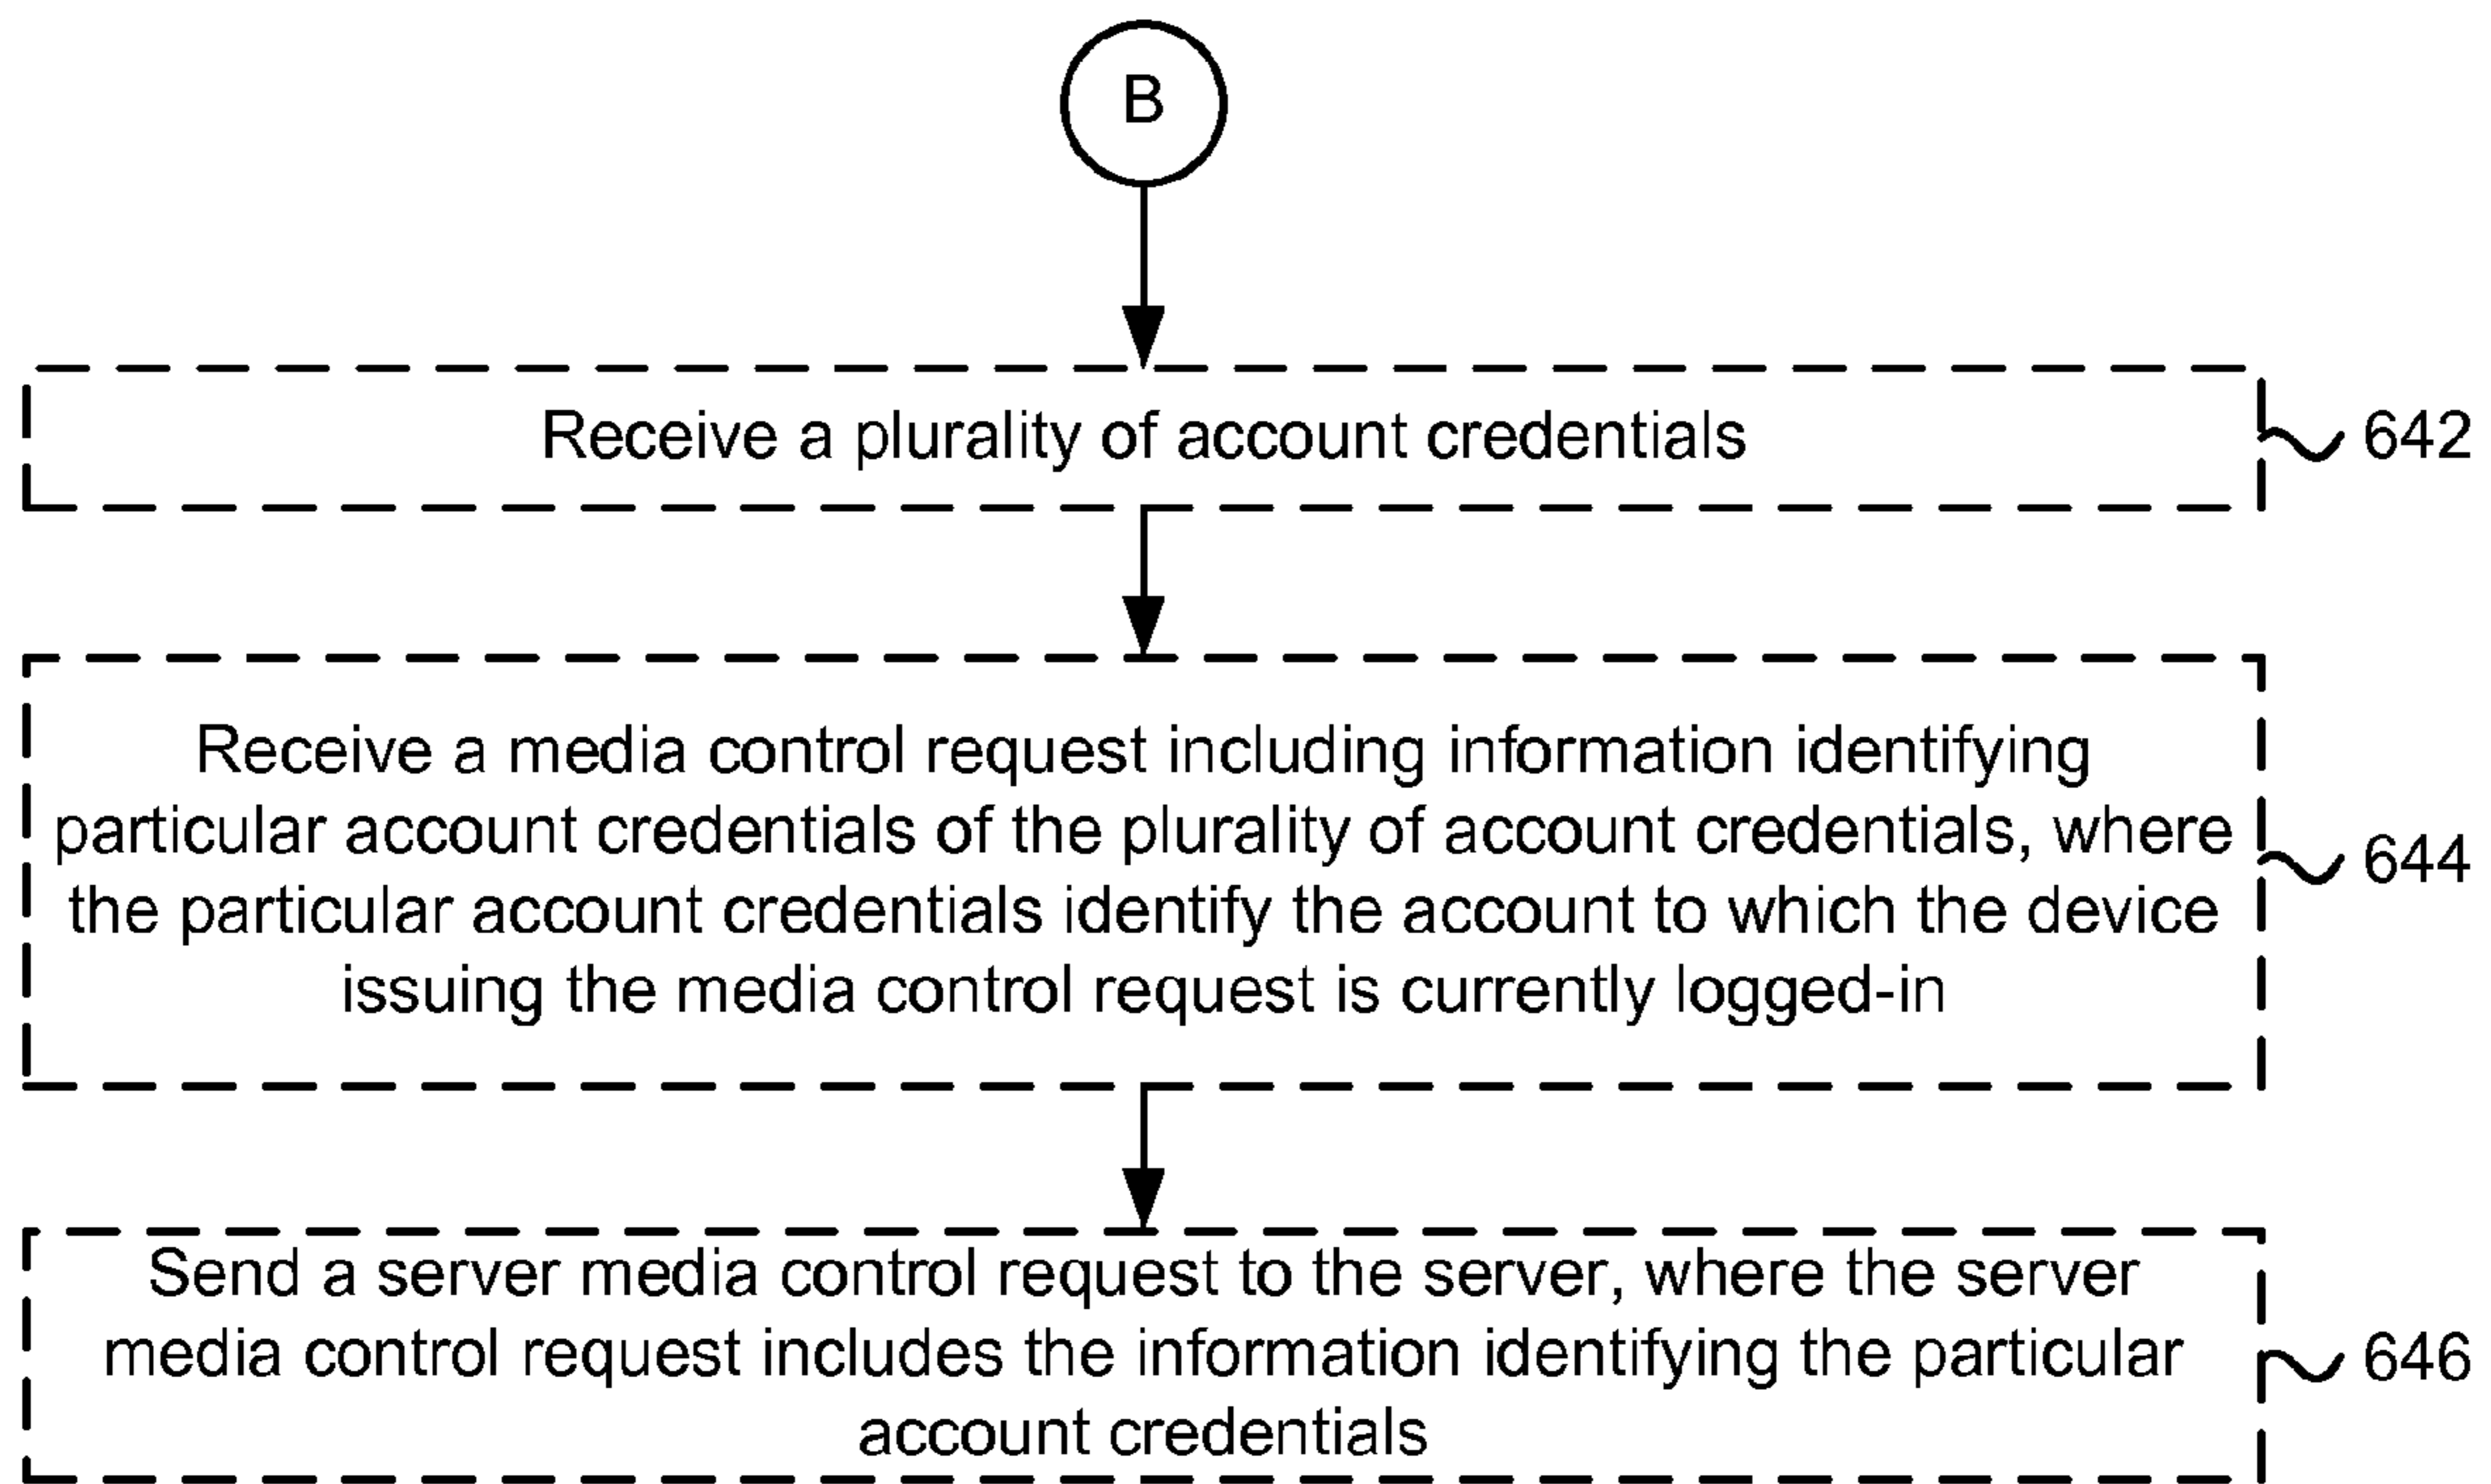 B
Receive a plurality of account credentials
642
Receive a media control request including information identifying
particular account credentials of the plurality of account credentials, where
the particular account credentials identify the account to which the device
issuing the media control request is currently logged-in
644
Send a server media control request to the server, where the server
media control request includes the information identifying the particular
account credentials
646